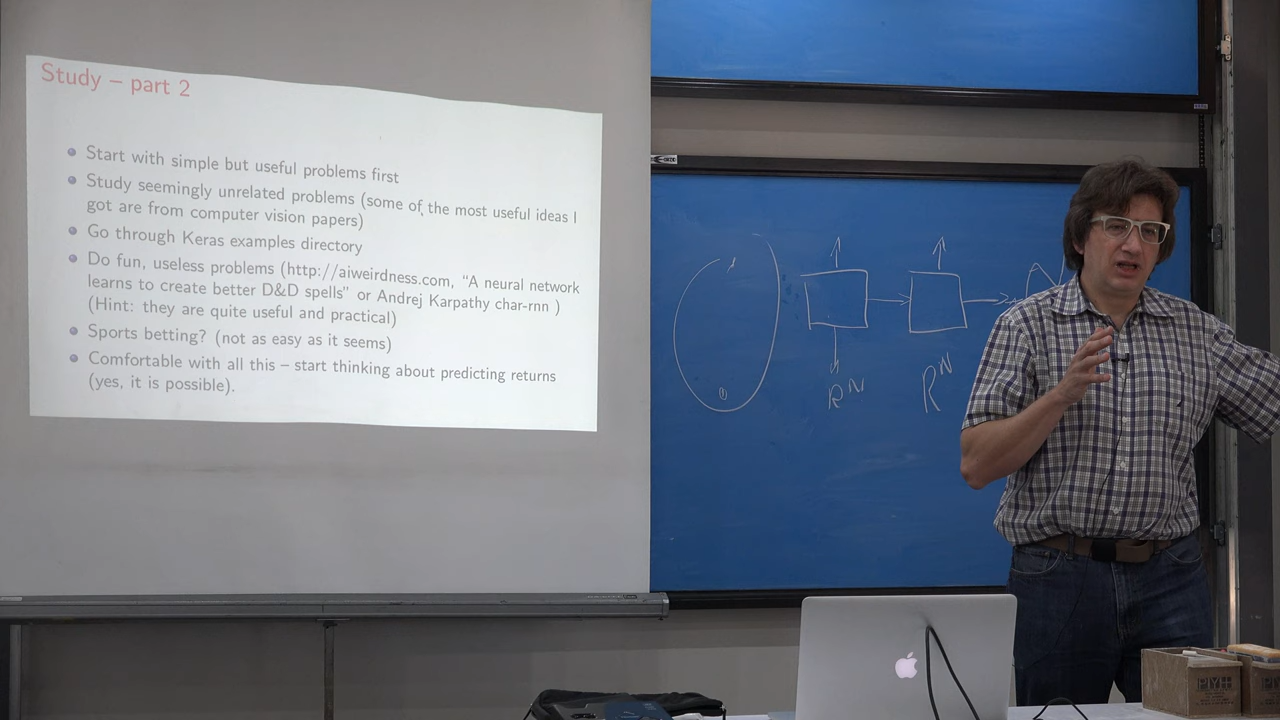 Study – part 2
Start with simple but useful problems first
Study seemingly unrelated problems (some of the most useful ideas I
got are from computer vision papers)
Go through Keras examples directory
Do fun, useless problems (http://aiweirdness.com, “A neural network
learns to create better D&D spells” or Andrej Karpathy char-rnn )
(Hint: they are quite useful and practical)
Sports betting? (not as easy as it seems)
Comfortable with all this – start thinking about predicting returns
(yes, it is possible).
R^N
R^N